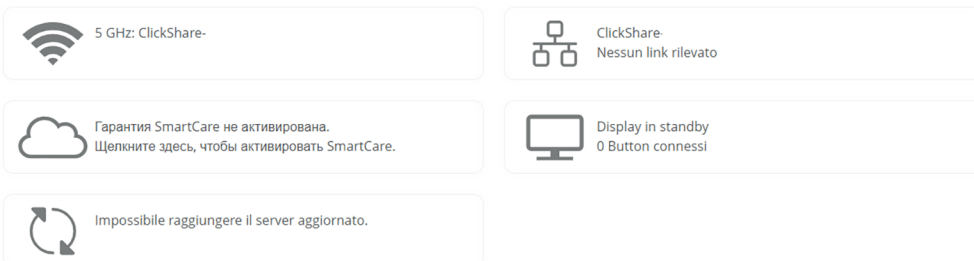 5 GHz: ClickShare-
ClickShare-
Nessun link rilevato
Гарантия SmartCare не активирована.
Щелкните здесь, чтобы активировать SmartCare.
Display in standby
0 Button connessi
Impossibile raggiungere il server aggiornato.